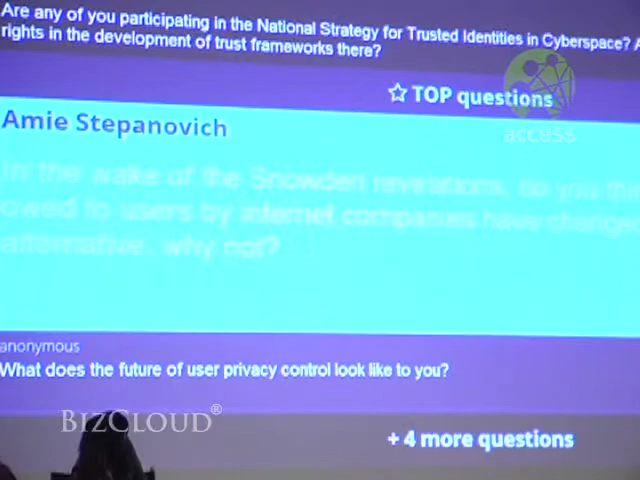 Are any of you participating in the National Strategy for Trusted Identities in Cyberspace? A
rights in the development of trust frameworks there?
TOP questions
access
Amie Stepanovich
In the wake of the Snowden revelations, do you thi
owed to users by internet companies have changed
alternative, why not?
anonymous
What does the future of user privacy control look like to you?
BIZCLOUD®
+ 4 more questions